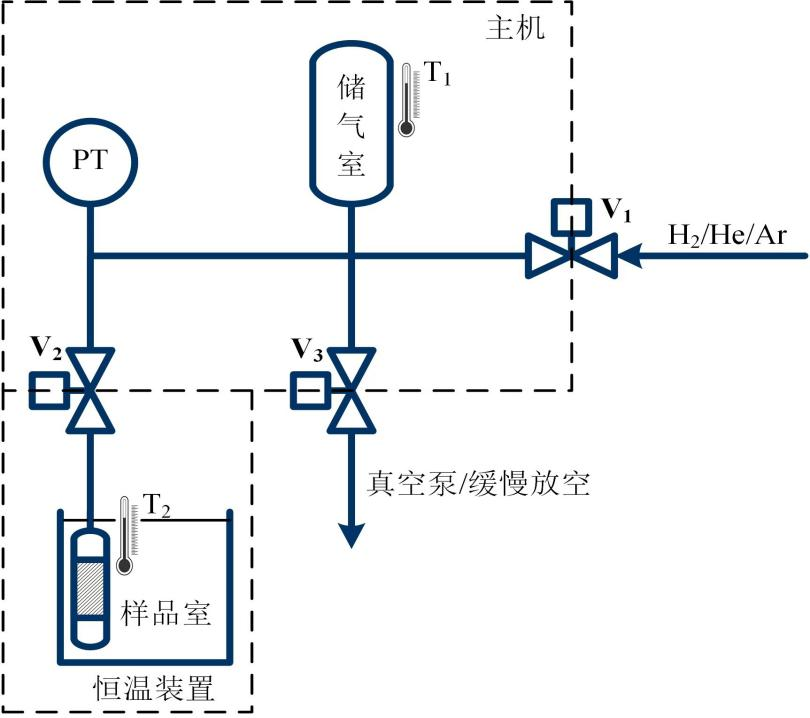 主机
储气室
T₁
PT
V₁
H₂/He/Ar
V₂
V₃
真空泵/缓慢放空
T₂
样品室
恒温装置